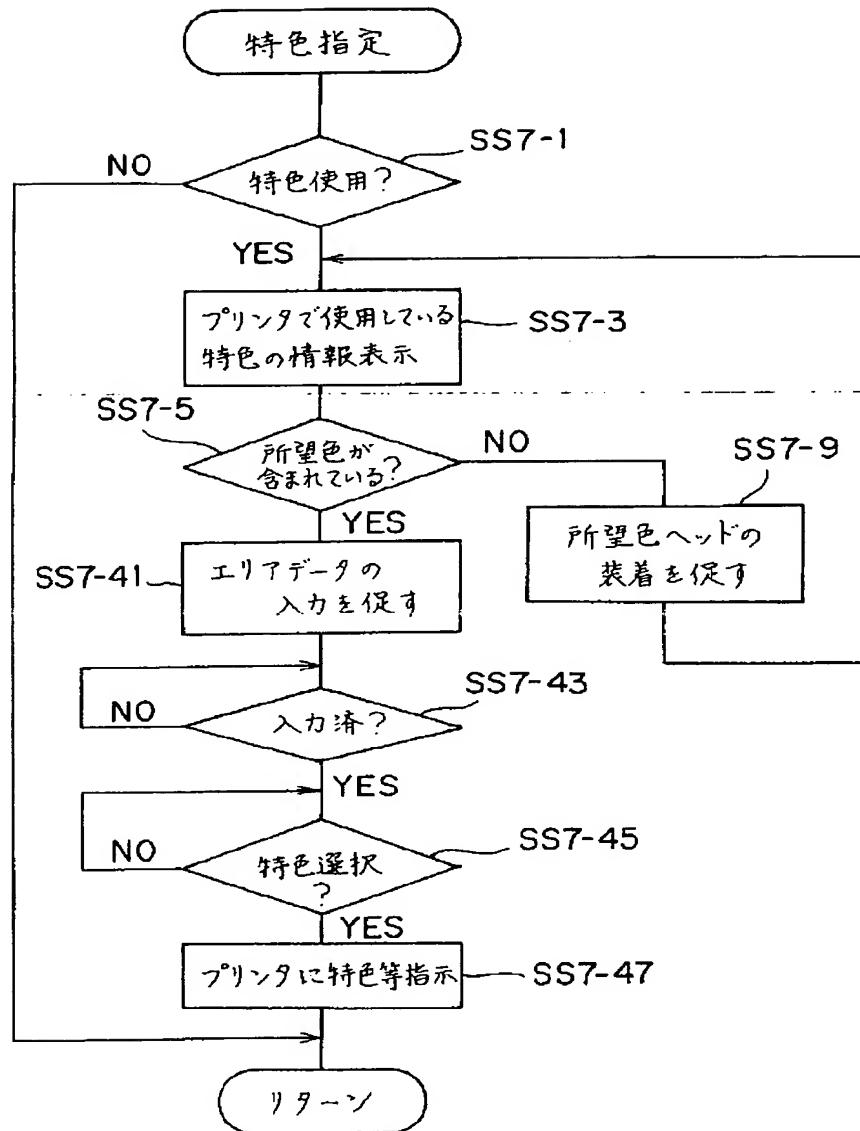 特色指定
SS7-1
NO
特色使用?
YES
プリンタで使用している
特色の情報表示
SS7-3
SS7-5
所望色が
含まれている?
NO
SS7-9
YES
所望色ヘッドの
装着を促す
SS7-41
エリアデータの
入力を促す
SS7-43
NO
入力済?
YES
SS7-45
NO
特色選択
?
YES
プリンタに特色等指示
SS7-47
リターン